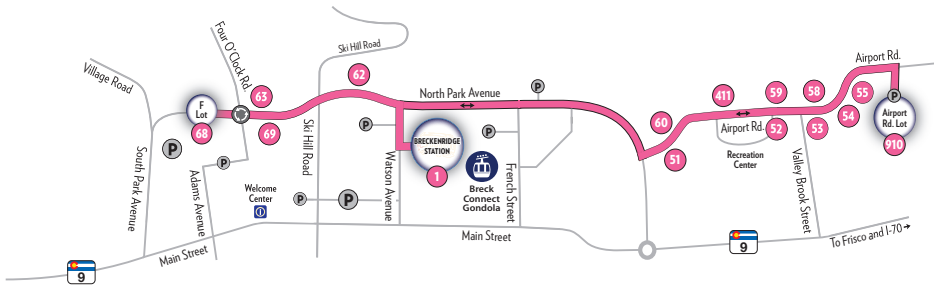 Village Road
South Park Avenue
P
F
Lot
68
Four O'Clock Rd.
63
69
Adams Avenue
P
Welcome
Center
i
Main Street
9
Ski Hill Road
Ski Hill Road
62
P
P
P
Watson Avenue
BRECKENRIDGE
STATION
1
North Park Avenue
P
P
Breck
Connect
Gondola
French Street
Main Street
60
51
411
Airport Rd.
Recreation
Center
59
52
58
53
Valley Brook Street
54
55
Airport Rd.
P
Airport
Rd. Lot
910
9
To Frisco and I-70